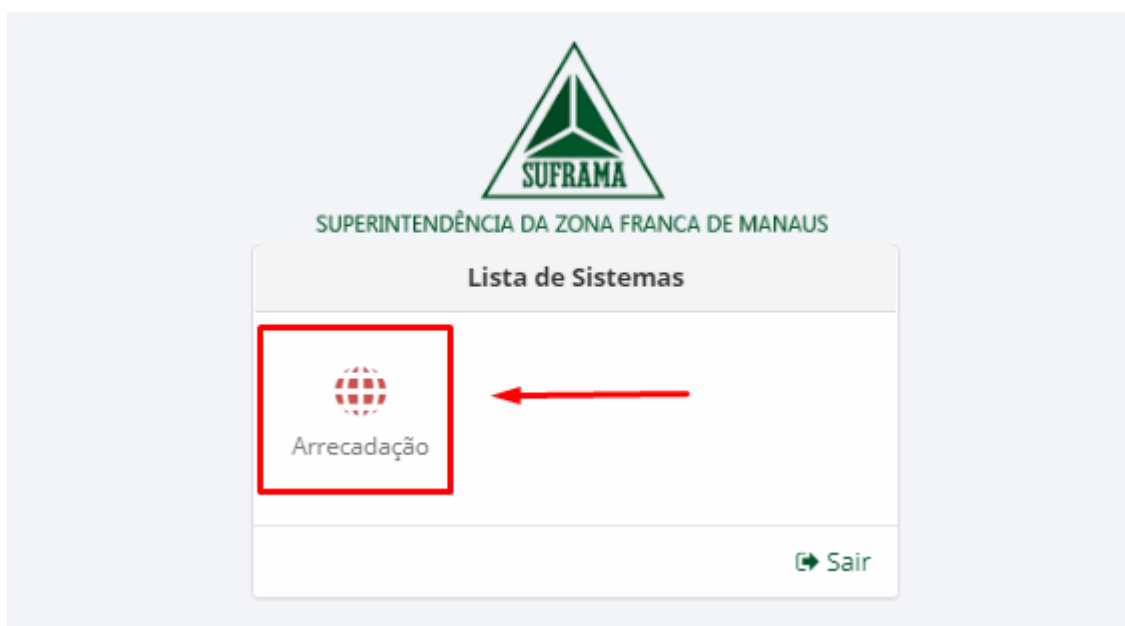 SUFRAMA
SUPERINTENDÊNCIA DA ZONA FRANCA DE MANAUS
Lista de Sistemas
Arrecadação
Sair